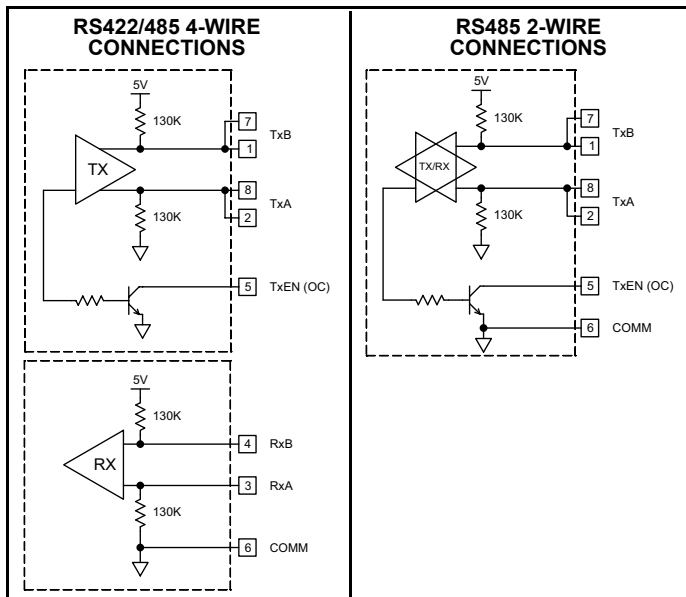 RS422/485 4-WIRE
CONNECTIONS
5V
130K
7
TxB
1
TX
8
TxA
130K
2
5
TxEN (OC)
5V
130K
4
RxB
RX
3
RxA
130K
6
COMM
RS485 2-WIRE
CONNECTIONS
5V
130K
7
TxB
1
TX/RX
8
TxA
130K
2
5
TxEN (OC)
6
COMM